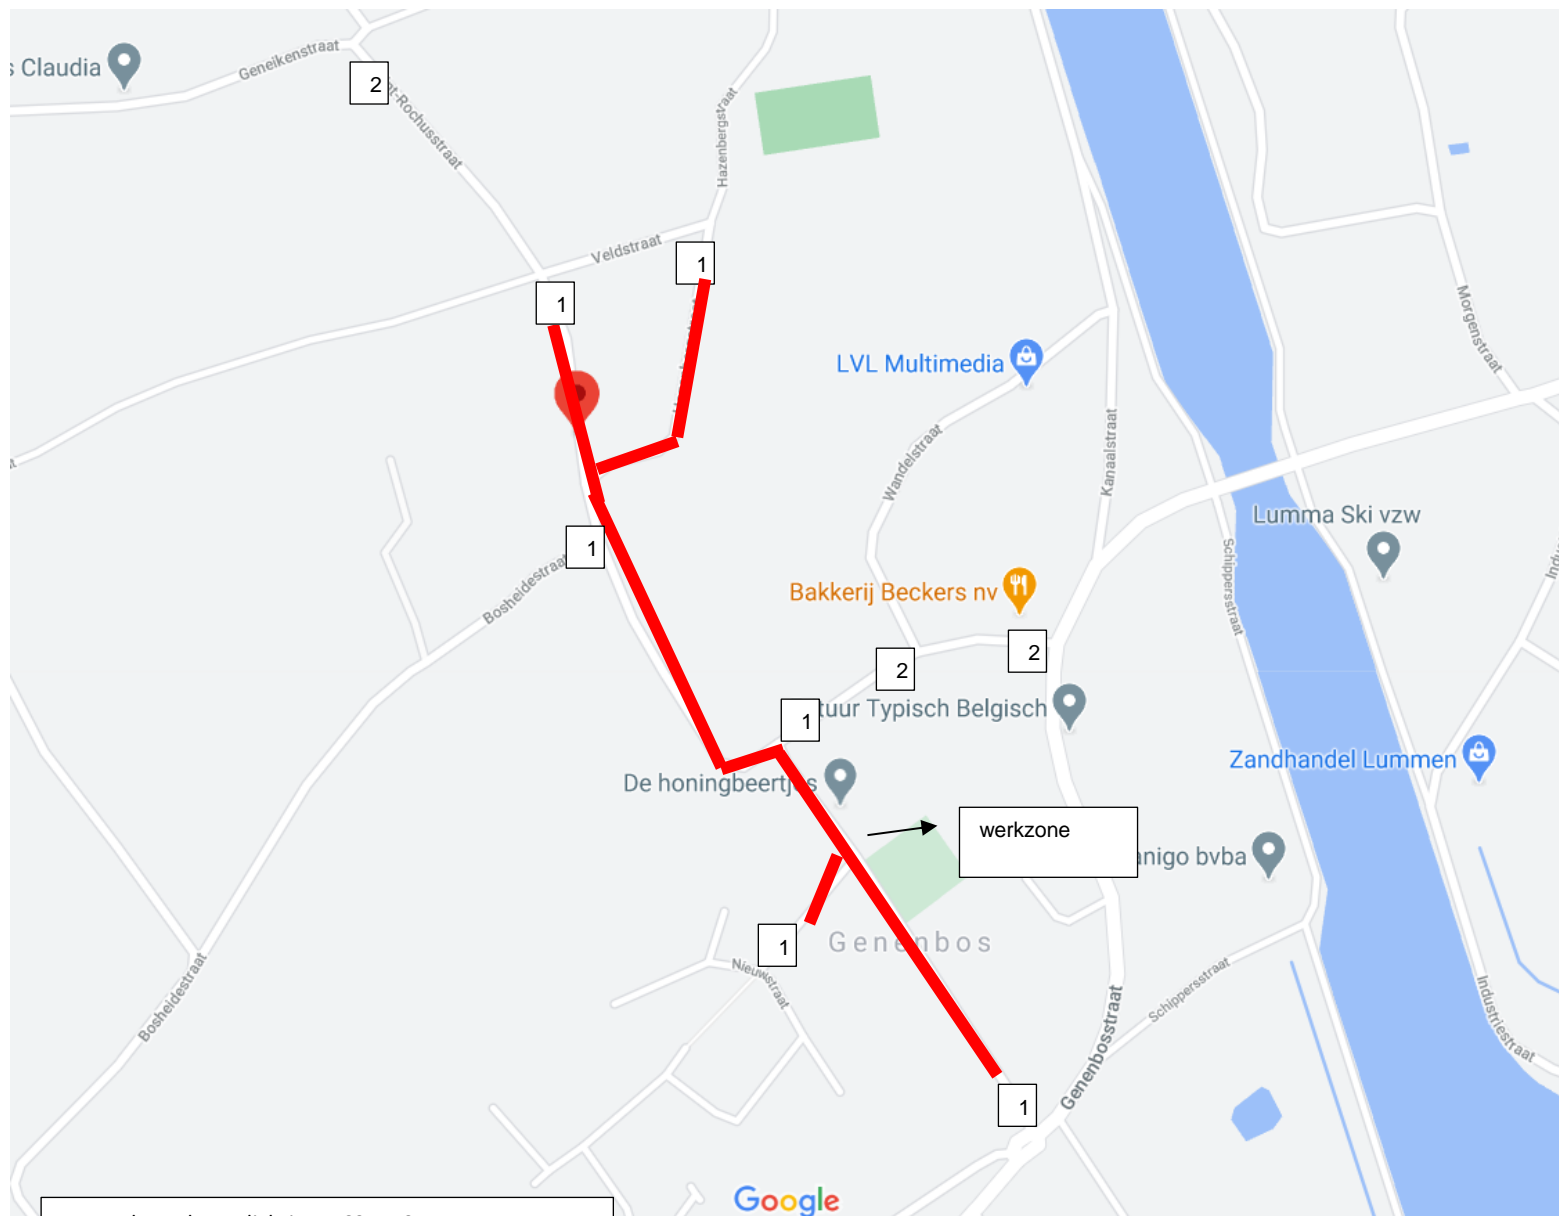 s Claudia
Geneikenstraat
2
nt-Rochusstraat
Hazenbergstraat
Veldstraat
1
1
Morgenstraat
LVL Multimedia
Wandelstraat
Kanaalstraat
Lumma Ski vzw
1
Bosheidestraat
Schippersstraat
Bakkerij Beckers nv
2
2
1
tuur Typisch Belgisch
Zandhandel Lummen
De honingbeertjes
werkzone
anigo bvba
1
Genenbos
Nieuwstraat
Bosheidestraat
Schippersstraat
Genenbosstraat
Industriestraat
1
Google